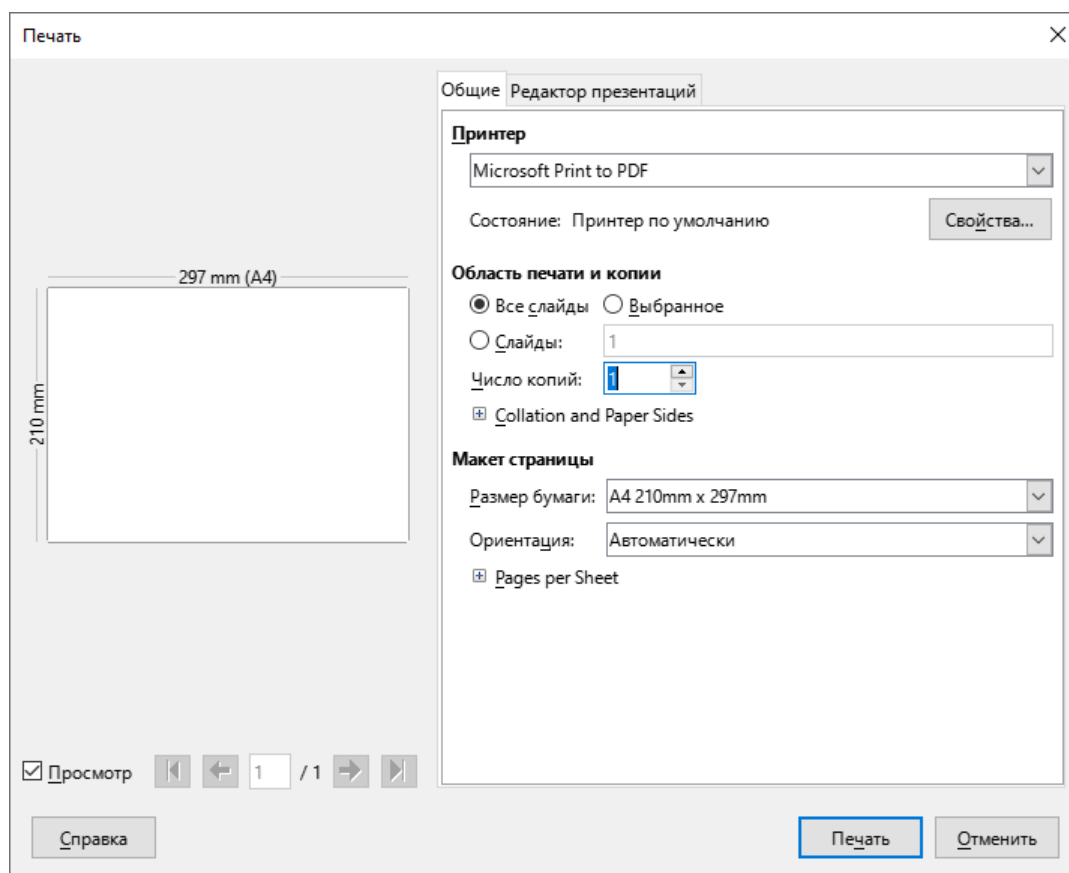 Печать
Общие
Редактор презентаций
Принтер
Microsoft Print to PDF
Состояние: Принтер по умолчанию
Свойства...
297 mm (A4)
210 mm
Область печати и копии
Все слайды
Выбранное
Слайды:
1
Число копий:
1
Collation and Paper Sides
Макет страницы
Размер бумаги:
A4 210mm x 297mm
Ориентация:
Автоматически
Pages per Sheet
Просмотр
1
/ 1
Справка
Печать
Отменить